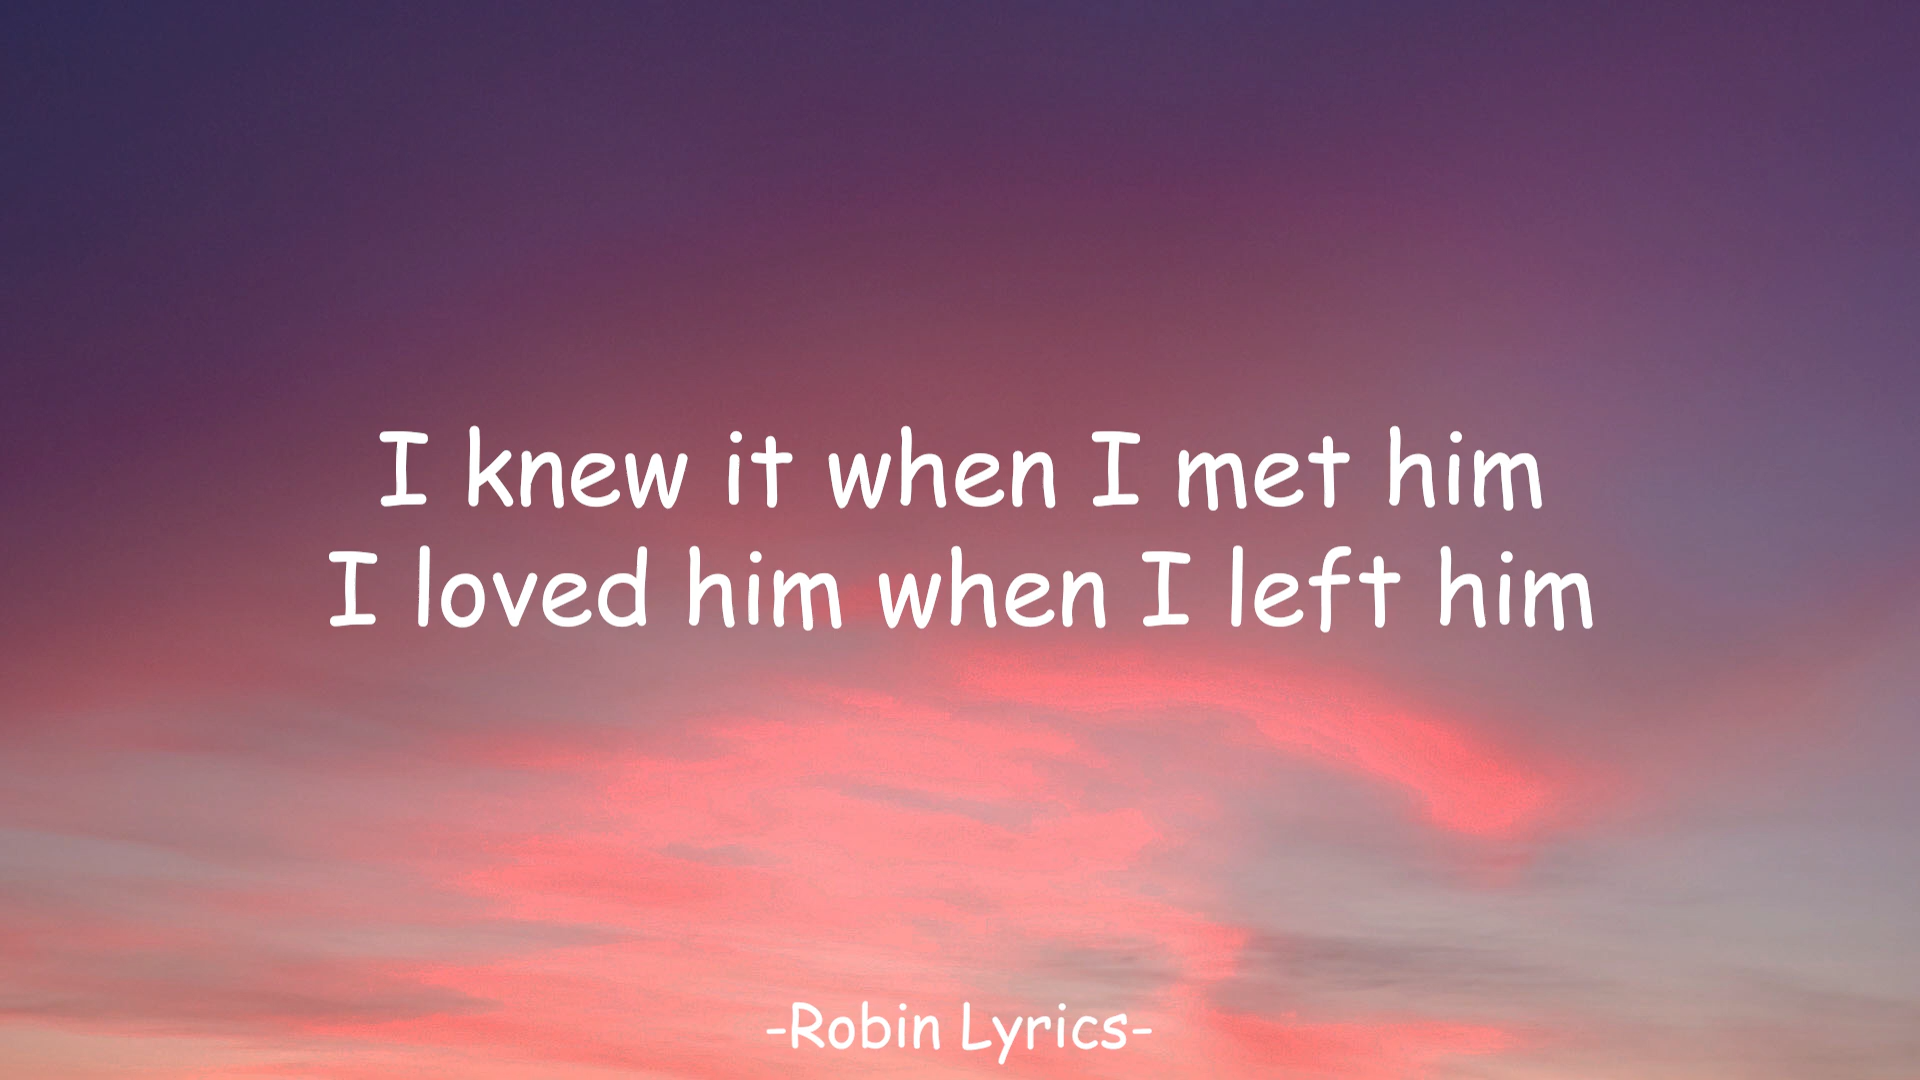 I knew it when I met him
I loved him when I left him
-Robin Lyrics-